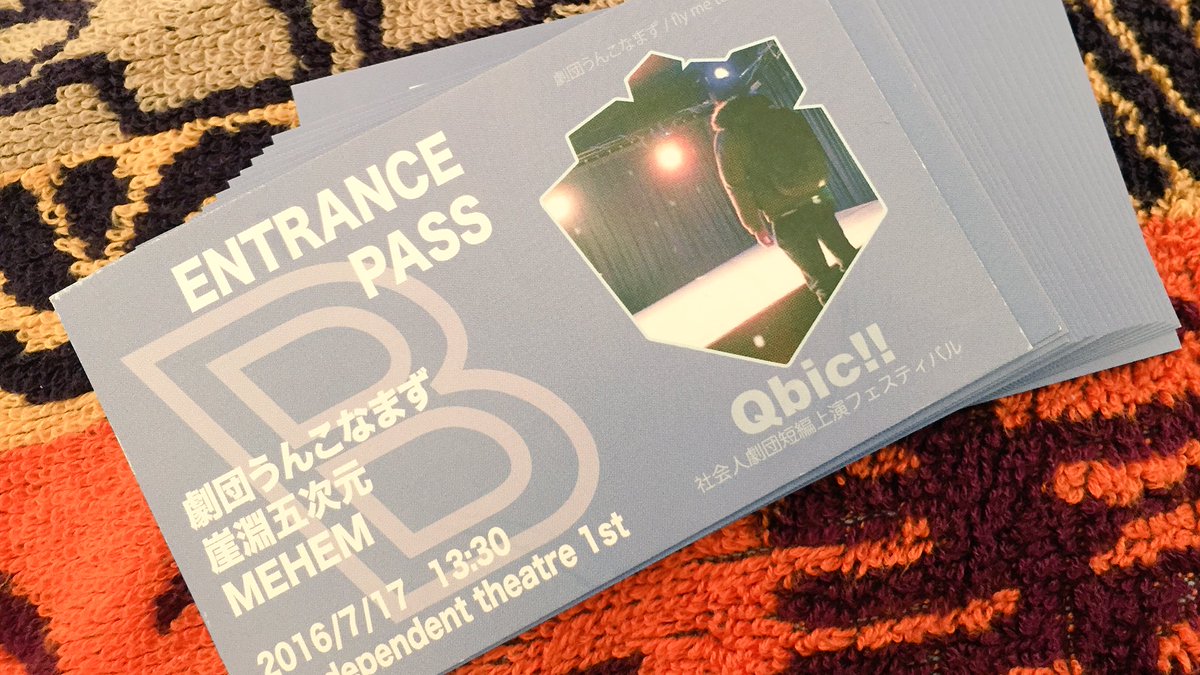 劇団うんこなまず / fly me to
ENTRANCE
PASS
B
劇団うんこなまず
崖淵五次元
MEHEM
2016/7/17 13:30
dependent theatre 1st
Qbic!!
社会人劇団短編上演フェスティバル